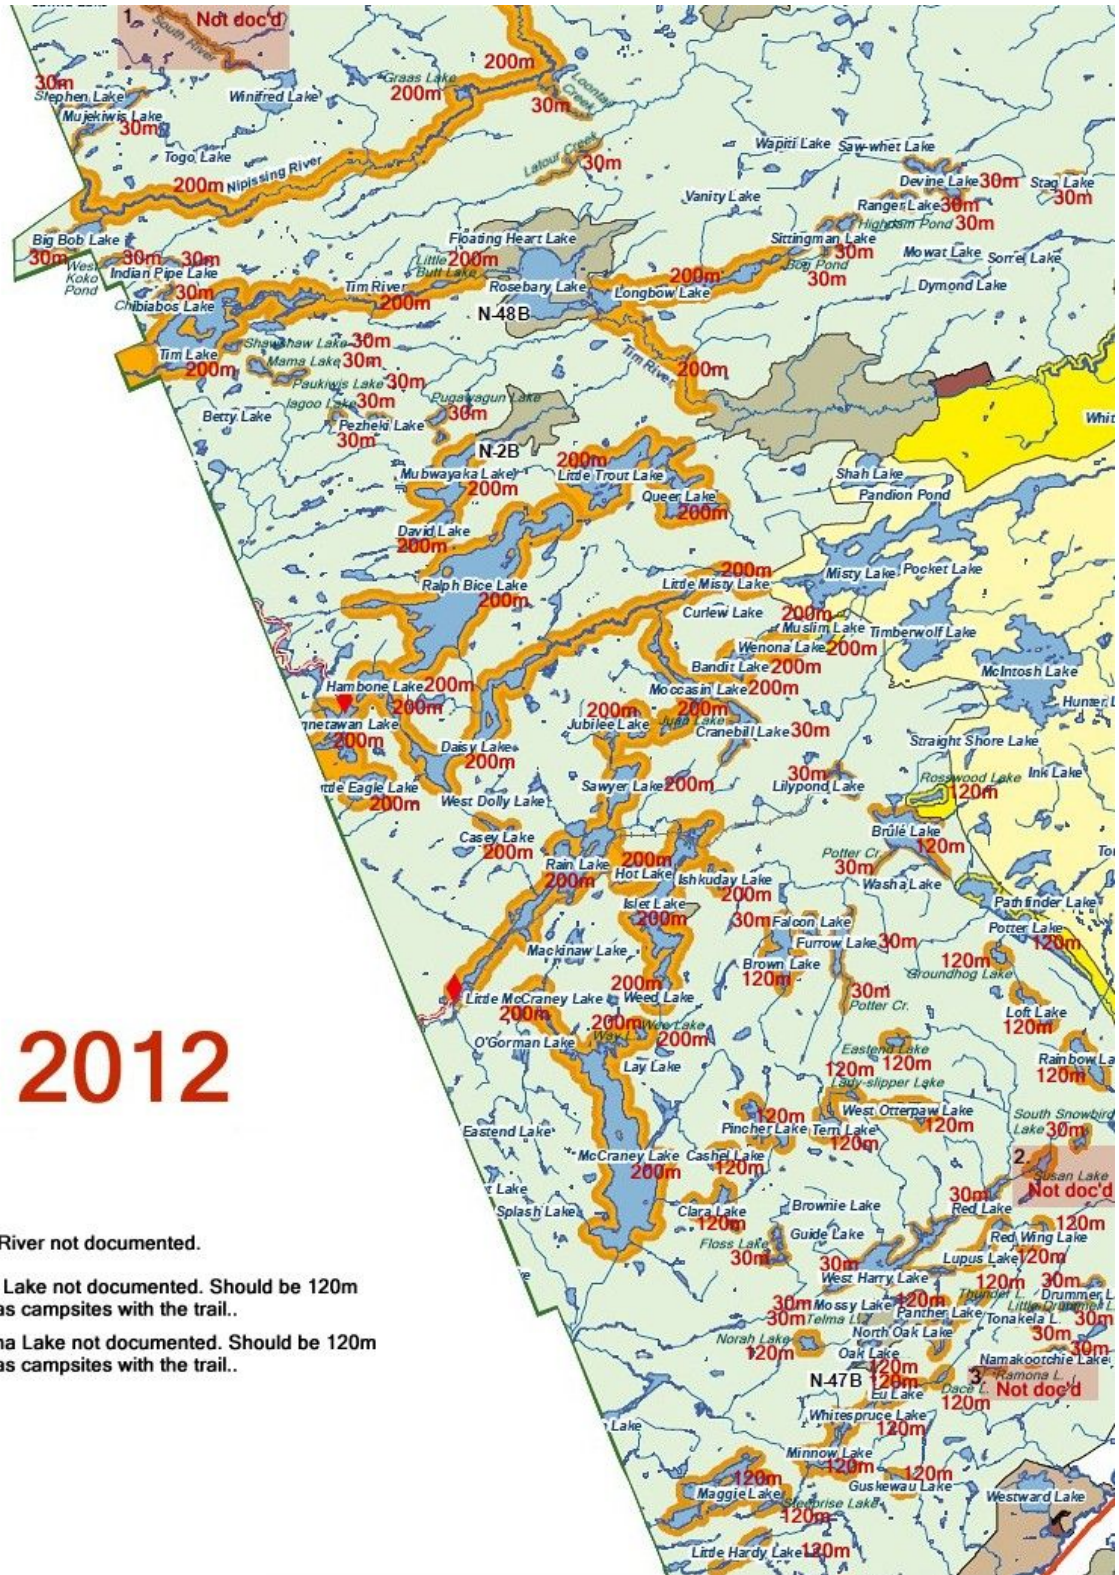 1.
Not doc'd
South River
200m
Graas Lake
200m
Loontail
Creek
30m
30m
Stephen Lake
Winifred Lake
Mujekiwis Lake
30m
Togo Lake
Latour Creek
30m
Wapiti Lake
Saw-whet Lake
200m
Nipissing River
Devine Lake
30m
Stag Lake
30m
Vanity Lake
Ranger Lake
30m
Highdam Pond
30m
Big Bob Lake
30m
Floating Heart Lake
Sittingman Lake
30m
Mowat Lake
Sorrel Lake
West
Koko
Pond
30m
30m
Indian Pipe Lake
30m
Little
Butt Lake
200m
Bog Pond
30m
Tim River
200m
Rosebary Lake
200m
Longbow Lake
Dymond Lake
Chibiabos Lake
N-48B
Shawshaw Lake
30m
Tim Lake
200m
Mama Lake
30m
Tim River
200m
Paukiwis Lake
30m
Iagoo Lake
30m
Pugawagun Lake
30m
Betty Lake
Pezheki Lake
30m
Whit
N-2B
200m
Mubwayaka Lake
200m
Little Trout Lake
Shah Lake
Queer Lake
200m
Pandion Pond
David Lake
200m
Ralph Bice Lake
200m
200m
Little Misty Lake
Misty Lake
Pocket Lake
Curlew Lake
200m
Muslim Lake
Timberwolf Lake
Wenona Lake
200m
Bandit Lake
200m
McIntosh Lake
Hambone Lake
200m
200m
Moccasin Lake
200m
Hunter L
gnetawan Lake
200m
200m
Jubilee Lake
200m
Juan Lake
Cranebill Lake
30m
Straight Shore Lake
Daisy Lake
200m
Ink Lake
ttle Eagle Lake
200m
West Dolly Lake
Sawyer Lake
200m
30m
Lilypond Lake
Rosswood Lake
120m
Casey Lake
200m
Brûlé Lake
120m
Rain Lake
200m
200m
Hot Lake
Ishkuday Lake
200m
Potter Cr.
30m
Washa Lake
Islet Lake
200m
30m
Falcon Lake
Pathfinder Lake
Mackinaw Lake
Furrow Lake
30m
Potter Lake
120m
Brown Lake
120m
120m
Groundhog Lake
200m
Weed Lake
30m
Potter Cr.
Little McCraney Lake
200m
Loft Lake
120m
O'Gorman Lake
200m
Way L.
Wee Lake
200m
2012
Eastend Lake
120m
Rainbow La
120m
Lay Lake
120m
Lady-slipper Lake
120m
Pincher Lake
West Otterpaw Lake
120m
Tern Lake
120m
South Snowbird
Lake
30m
Eastend Lake
McCraney Lake
200m
Cashel Lake
120m
2.
Susan Lake
Not doc'd
t Lake
Splash Lake
Clara Lake
120m
Brownie Lake
30m
Red Lake
River not documented.
Floss Lake
30m
Guide Lake
120m
Red Wing Lake
30m
West Harry Lake
Lupus Lake
120m
Lake not documented. Should be 120m
as campsites with the trail..
120m
Thunder L.
30m
Drummer L
30m
Mossy Lake
120m
Panther Lake
Little Drummer L
30m
30m
Telma L.
Tonakela L.
30m
na Lake not documented. Should be 120m
as campsites with the trail..
Norah Lake
120m
North Oak Lake
30m
Oak Lake
120m
Namakootchie Lake
N-47B
120m
Eu Lake
3.
Ramona L.
Not doc'd
Dace L.
120m
Whitespruce Lake
120m
Lake
Minnow Lake
120m
120m
Guskewau Lake
120m
Maggie Lake
Steeprise Lake
120m
Westward Lake
Little Hardy Lake
120m